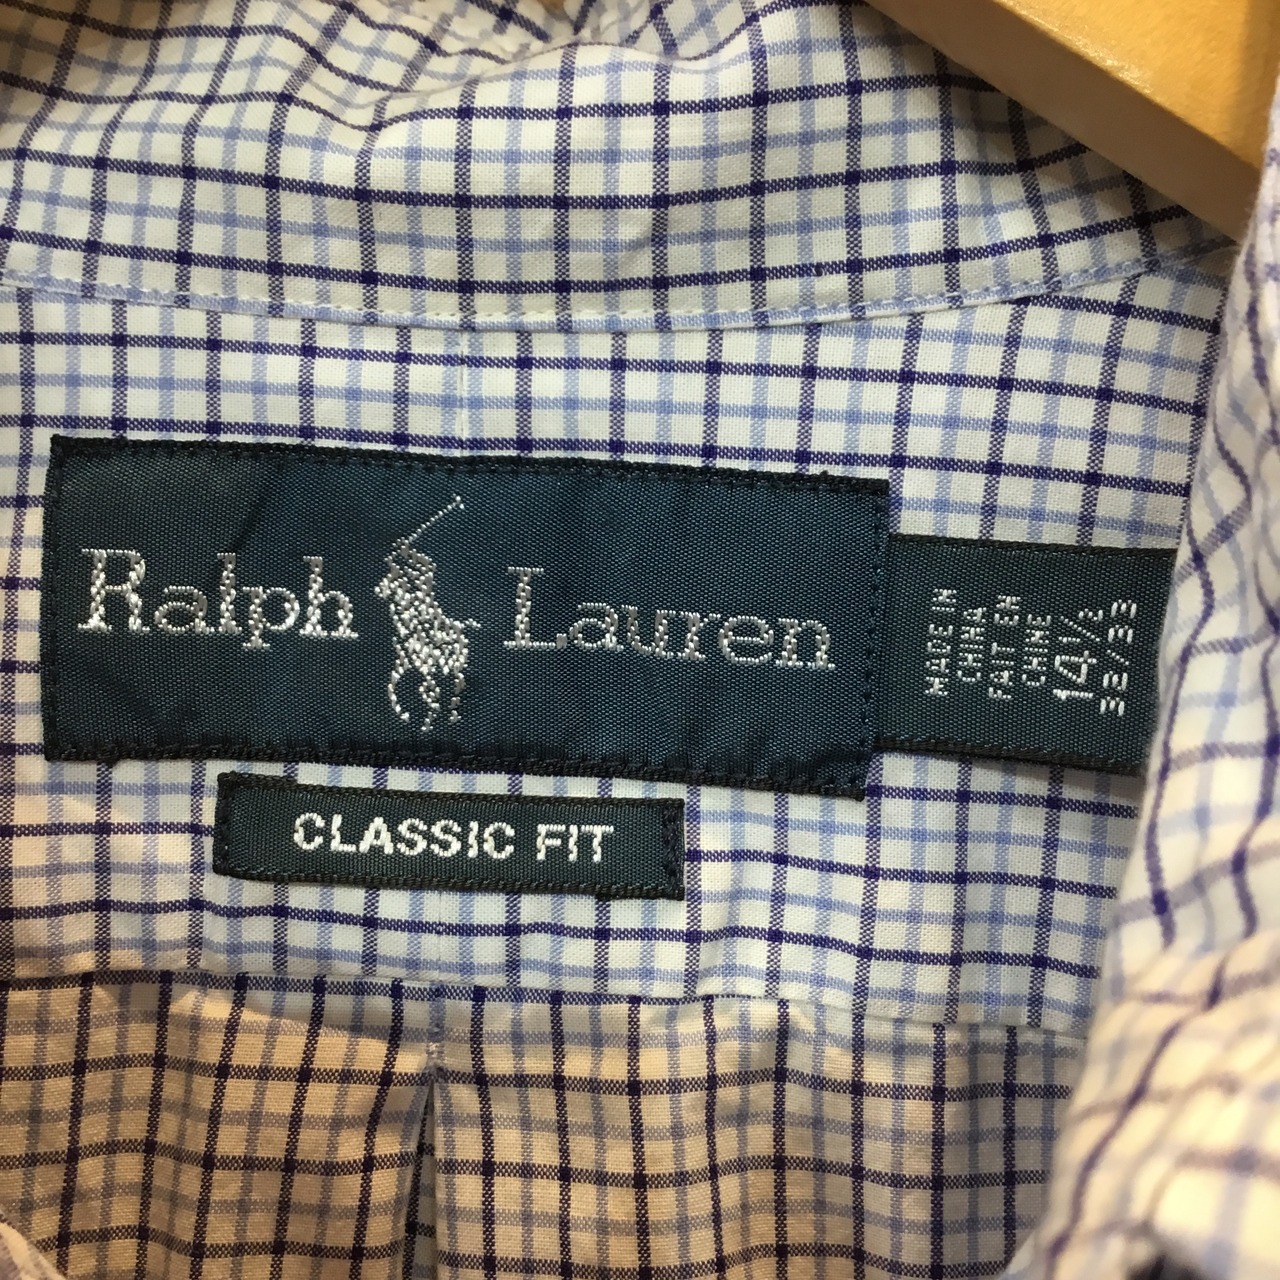 Ralph Lauren
CLASSIC FIT
MADE IN
CHINA
FAIT EN
CHINE
14½
32/33